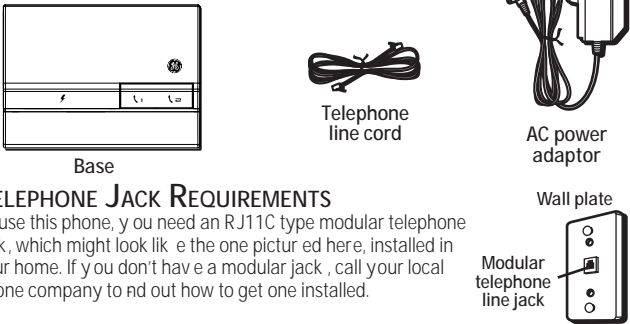 GE
1
2
Base
Telephone
line cord
AC power
adaptor
ELEPHONE JACK REQUIREMENTS
use this phone, y ou need an RJ11C type modular telephone
k, which might look lik e the one pictur ed here, installed in
ur home. If y ou don't hav e a modular jack , call your local
one company to nd out how to get one installed.
Wall plate
Modular
telephone
line jack